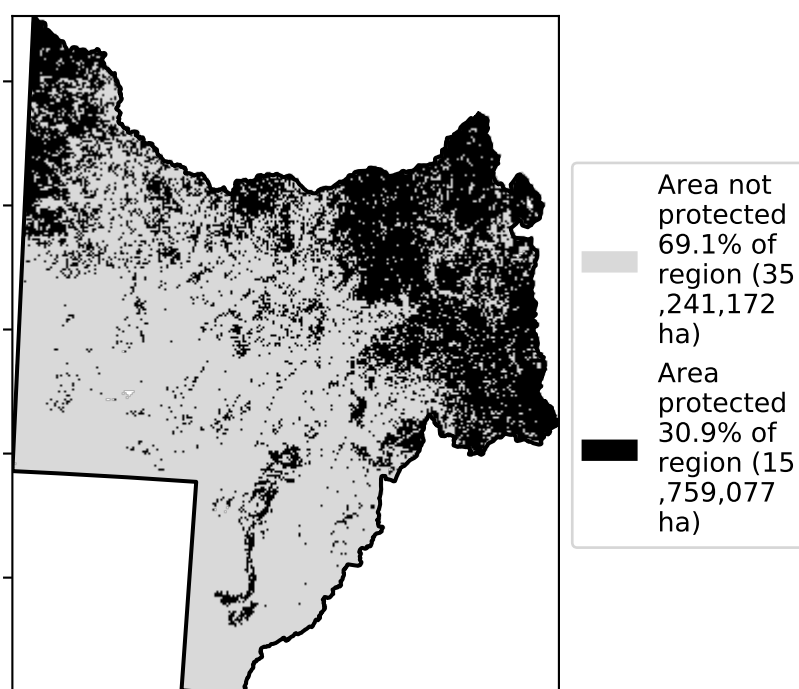 Area not
protected
69.1% of
region (35
,241,172
ha)
Area
protected
30.9% of
region (15
,759,077
ha)